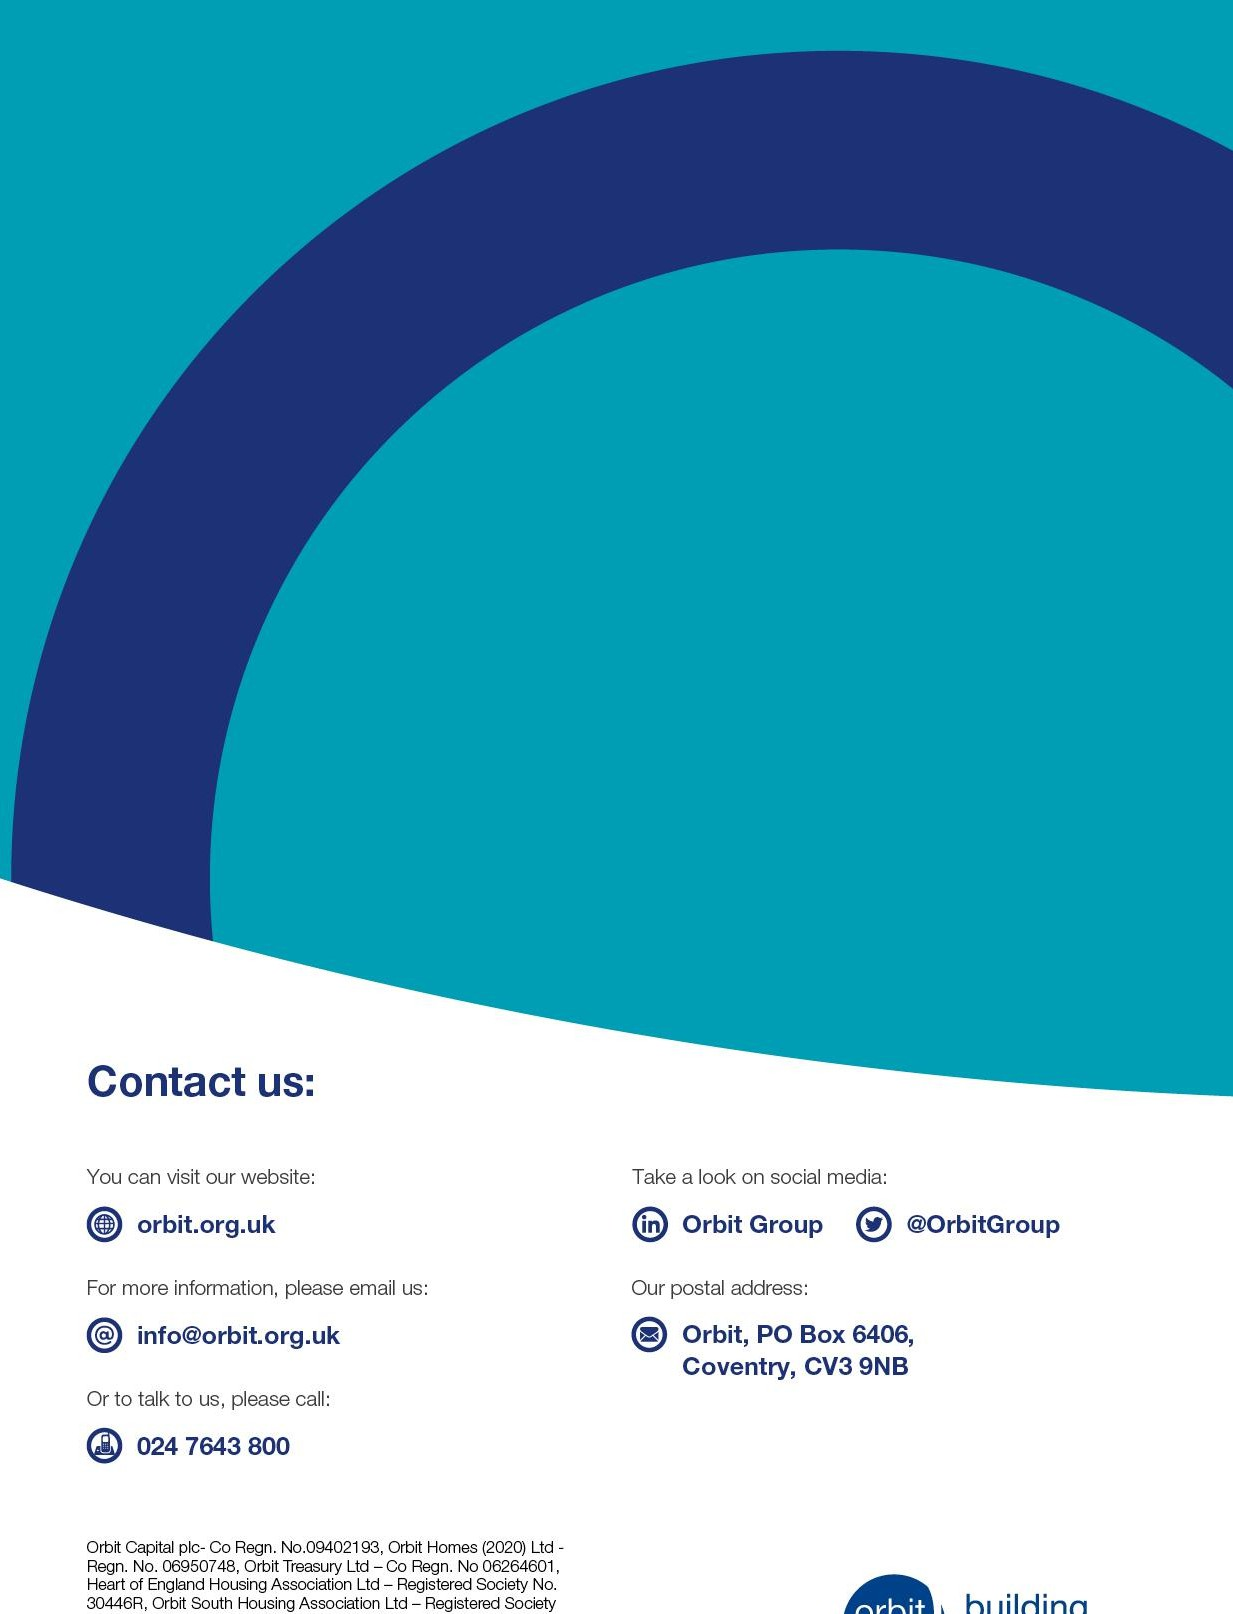 Contact us:
You can visit our website:
orbit.org.uk
For more information, please email us:
info@orbit.org.uk
Or to talk to us, please call:
024 7643 800
Take a look on social media:
in Orbit Group @OrbitGroup
Our postal address:
Orbit, PO Box 6406,
Coventry, CV3 9NB
Orbit Capital plc- Co Regn. No.09402193, Orbit Homes (2020) Ltd -
Regn. No. 06950748, Orbit Treasury Ltd – Co Regn. No 06264601,
Heart of England Housing Association Ltd – Registered Society No.
30446R, Orbit South Housing Association Ltd – Registered Society
orbit building